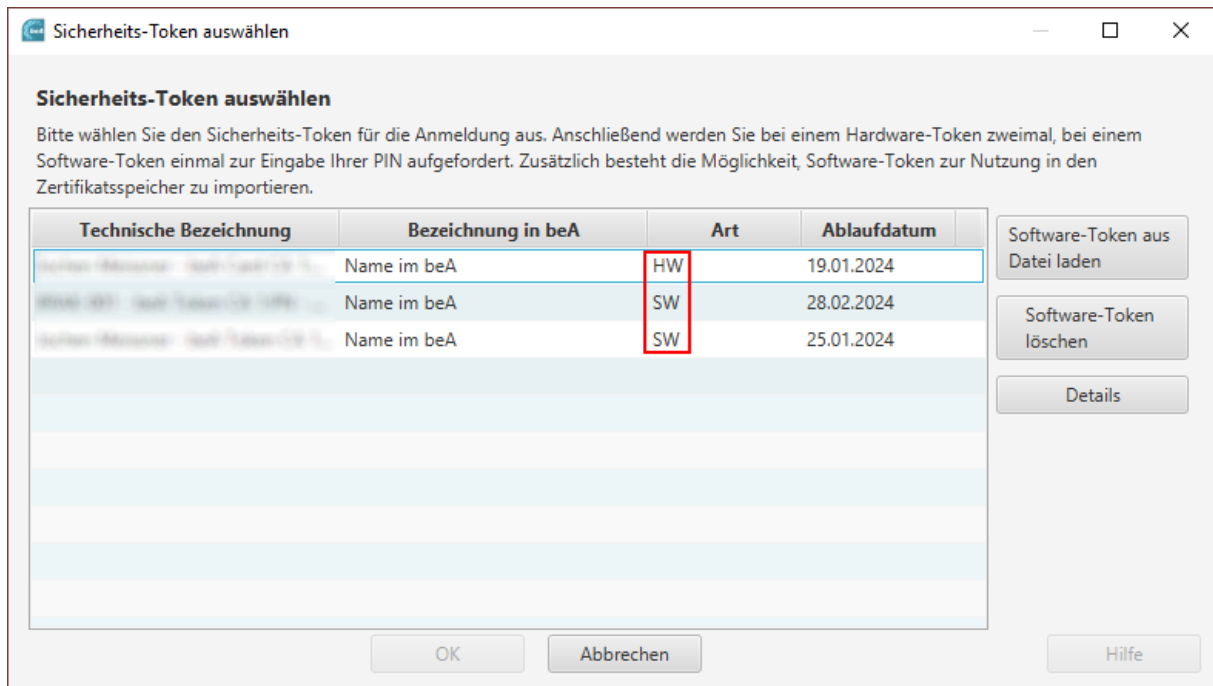 Sicherheits-Token auswählen
Sicherheits-Token auswählen
Bitte wählen Sie den Sicherheits-Token für die Anmeldung aus. Anschließend werden Sie bei einem Hardware-Token zweimal, bei einem
Software-Token einmal zur Eingabe Ihrer PIN aufgefordert. Zusätzlich besteht die Möglichkeit, Software-Token zur Nutzung in den
Zertifikatsspeicher zu importieren.
Technische Bezeichnung Bezeichnung in beA Art Ablaufdatum
Name im beA HW 19.01.2024
Name im beA SW 28.02.2024
Name im beA SW 25.01.2024
Software-Token aus
Datei laden
Software-Token
löschen
Details
OK Abbrechen Hilfe